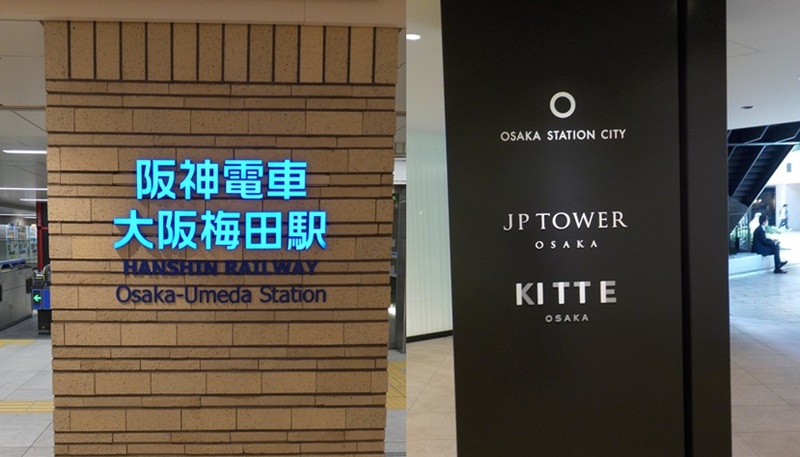 阪神電車
大阪梅田駅
HANSHIN RAILWAY
Osaka-Umeda Station
OSAKA STATION CITY
JP TOWER
OSAKA
KITTE
OSAKA